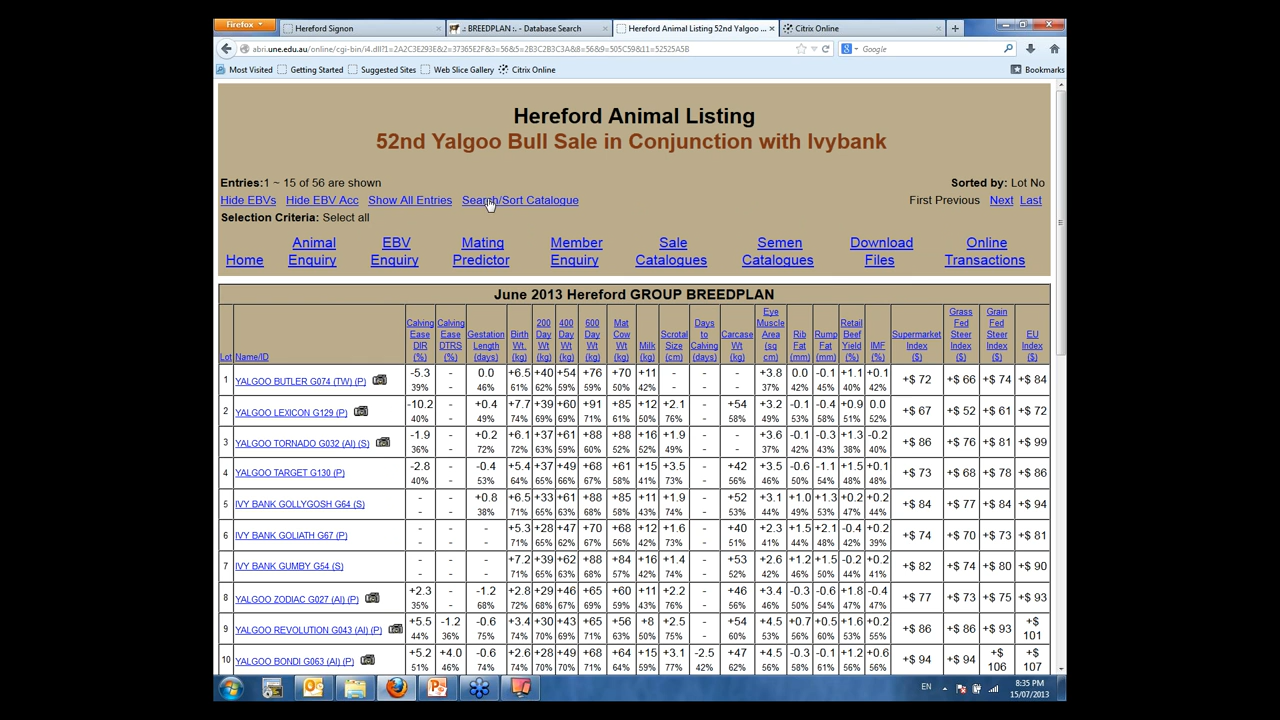 Firefox
Hereford Signon
.: BREEDPLAN :. - Database Search
Hereford Animal Listing 52nd Yalgoo ...
Citrix Online
abri.une.edu.au/online/cgi-bin/i4.dll?1=2A2C3E293E&2=37365E2F&3=56&5=2B3C2B3C3A&8=56&9=505C59&11=52525A5B
Google
Most Visited Getting Started Suggested Sites Web Slice Gallery Citrix Online
Bookmarks
Hereford Animal Listing
52nd Yalgoo Bull Sale in Conjunction with Ivybank
Entries:1 ~ 15 of 56 are shown
Sorted by: Lot No
Hide EBVs Hide EBV Acc Show All Entries Search/Sort Catalogue
First Previous Next Last
Selection Criteria: Select all
Home Animal Enquiry EBV Enquiry Mating Predictor Member Enquiry Sale Catalogues Semen Catalogues Download Files Online Transactions
June 2013 Hereford GROUP BREEDPLAN
Lot Name/ID Calving Ease DIR (%) Calving Ease DTRS (%) Gestation Length (days) Birth Wt. (kg) 200 Day Wt (kg) 400 Day Wt (kg) 600 Day Wt (kg) Mat Cow Wt (kg) Milk (kg) Scrotal Size (cm) Days to Calving (days) Carcase Wt (kg) Eye Muscle Area (sq cm) Rib Fat (mm) Rump Fat (mm) Retail Beef Yield (%) IMF (%) Supermarket Index ($) Grass Fed Steer Index ($) Grain Fed Steer Index ($) EU Index ($)
1 YALGOO BUTLER G074 (TW) (P) -5.3 - 0.0 +6.5 +40 +54 +76 +70 +11 - - - +3.8 0.0 -0.1 +1.1 +0.1 +$ 72 +$ 66 +$ 74 +$ 84
39% - 46% 61% 62% 57% 59% 50% 42% - - - 37% 42% 45% 40% 42%
2 YALGOO LEXICON G129 (P) -10.2 - +0.4 +7.7 +39 +60 +91 +85 +12 +2.1 - +54 +3.2 -0.1 -0.4 +0.9 0.0 +$ 67 +$ 52 +$ 61 +$ 72
40% - 49% 74% 69% 69% 71% 61% 50% 76% - 58% 49% 53% 58% 51% 52%
3 YALGOO TORNADO G032 (AI) (S) -1.9 - +0.2 +6.1 +37 +61 +88 +88 +16 +1.9 - - +3.6 -0.1 -0.3 +1.3 -0.2 +$ 86 +$ 76 +$ 81 +$ 99
36% - 72% 72% 63% 59% 60% 52% 52% 49% - - 37% 42% 43% 38% 40%
4 YALGOO TARGET G130 (P) -2.8 - -0.4 +5.4 +37 +49 +68 +61 +15 +3.5 - +42 +3.5 -0.6 -1.1 +1.5 +0.1 +$ 73 +$ 68 +$ 78 +$ 86
40% - 53% 64% 65% 66% 67% 58% 41% 73% - 56% 46% 50% 54% 48% 48%
5 IVY BANK GOLLYGOSH G64 (S) - - +0.8 +6.5 +33 +61 +88 +85 +11 +1.9 - +52 +3.1 +1.0 +1.3 +0.2 +0.2 +$ 84 +$ 77 +$ 84 +$ 94
- - 38% 71% 65% 63% 68% 58% 42% 74% - 53% 44% 49% 53% 47% 44%
6 IVY BANK GOLIATH G67 (P) - - - +5.3 +28 +47 +70 +68 +12 +1.6 - +40 +2.3 +1.5 +2.1 -0.4 +0.2 +$ 74 +$ 70 +$ 73 +$ 81
- - - 71% 65% 62% 68% 56% 42% 73% - 51% 41% 44% 48% 42% 39%
7 IVY BANK GUMBY G54 (S) - - - +7.2 +39 +62 +88 +84 +16 +1.4 - +53 +2.6 +1.2 +1.5 -0.2 +0.2 +$ 82 +$ 74 +$ 80 +$ 90
- - - 71% 65% 63% 68% 57% 42% 74% - 52% 42% 46% 50% 44% 41%
8 YALGOO ZODIAC G027 (AI) (P) +2.3 - -1.2 +2.8 +29 +46 +65 +60 +11 +2.2 - +46 +3.4 -0.3 -0.6 +1.8 -0.4 +$ 77 +$ 73 +$ 75 +$ 93
35% - 68% 72% 68% 67% 69% 59% 43% 76% - 56% 46% 50% 54% 47% 47%
9 YALGOO REVOLUTION G043 (AI) (P) +5.5 -1.2 -0.6 +3.4 +30 +43 +65 +56 +8 +2.5 - +54 +4.5 +0.7 +0.5 +1.6 +0.6 +$ 86 +$ 86 +$ 93 +$ 101
44% 36% 75% 74% 70% 69% 71% 63% 50% 75% - 60% 53% 56% 60% 53% 55%
10 YALGOO BONDI G063 (AI) (P) +5.2 +4.0 -0.6 +2.6 +28 +49 +68 +64 +15 +3.1 -2.5 +47 +4.5 -0.3 -0.1 +1.2 +0.6 +$ 94 +$ 94 +$ 106 +$ 107
51% 46% 74% 74% 70% 70% 71% 64% 59% 77% 42% 62% 56% 58% 61% 56% 56%
EN 8:35 PM
15/07/2013